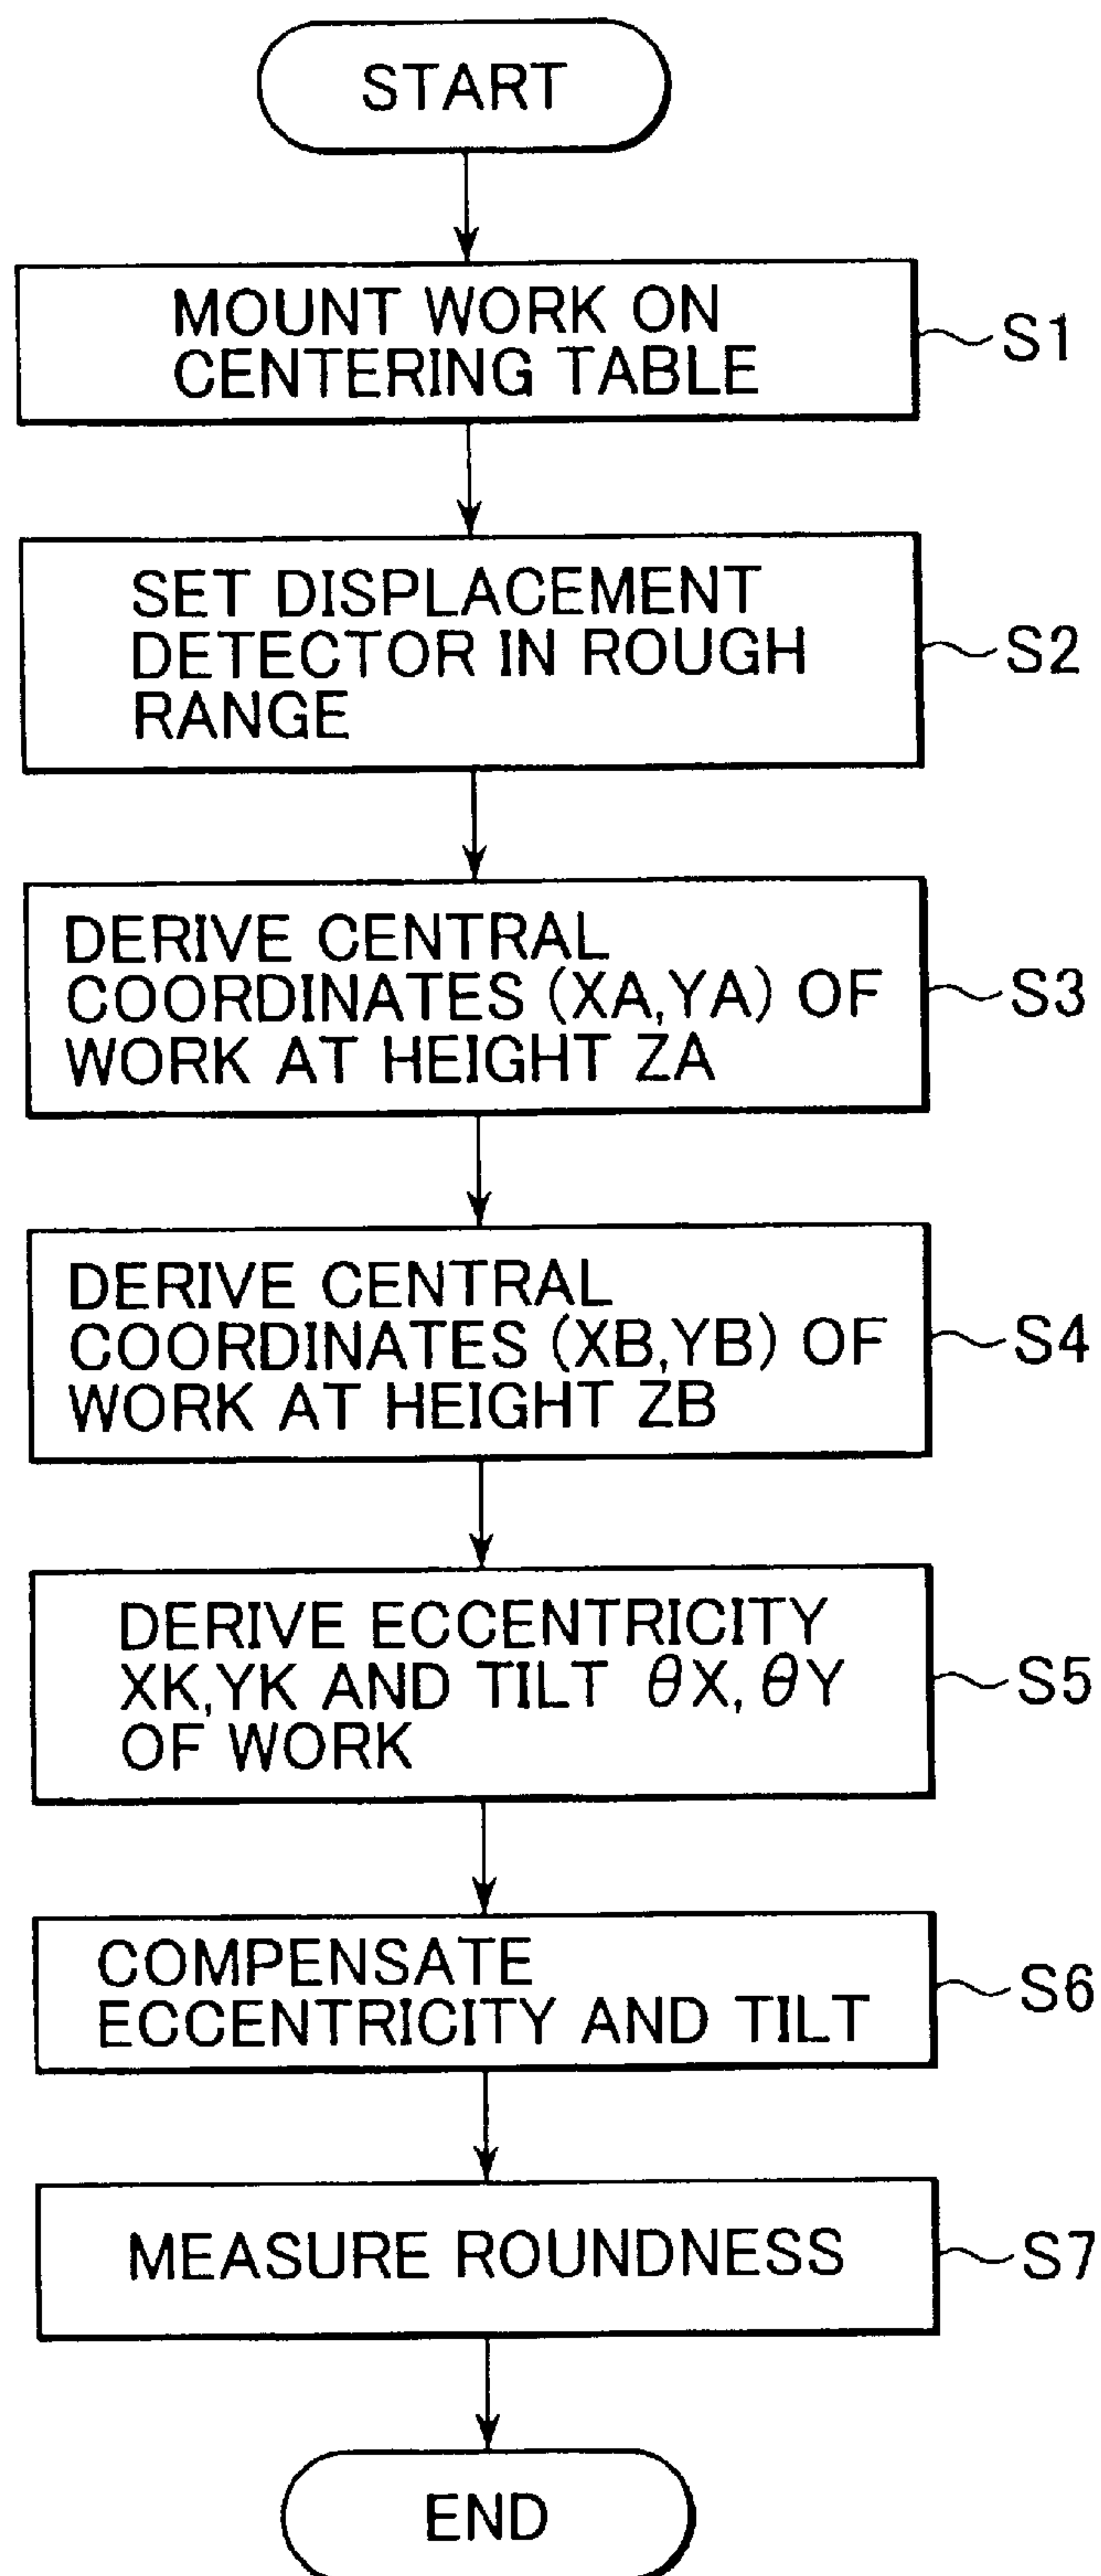 START
MOUNT WORK ON
CENTERING TABLE
S1
SET DISPLACEMENT
DETECTOR IN ROUGH
RANGE
S2
DERIVE CENTRAL
COORDINATES (XA,YA) OF
WORK AT HEIGHT ZA
S3
DERIVE CENTRAL
COORDINATES (XB,YB) OF
WORK AT HEIGHT ZB
S4
DERIVE ECCENTRICITY
XK,YK AND TILT θX,θY
OF WORK
S5
COMPENSATE
ECCENTRICITY AND TILT
S6
MEASURE ROUNDNESS
S7
END